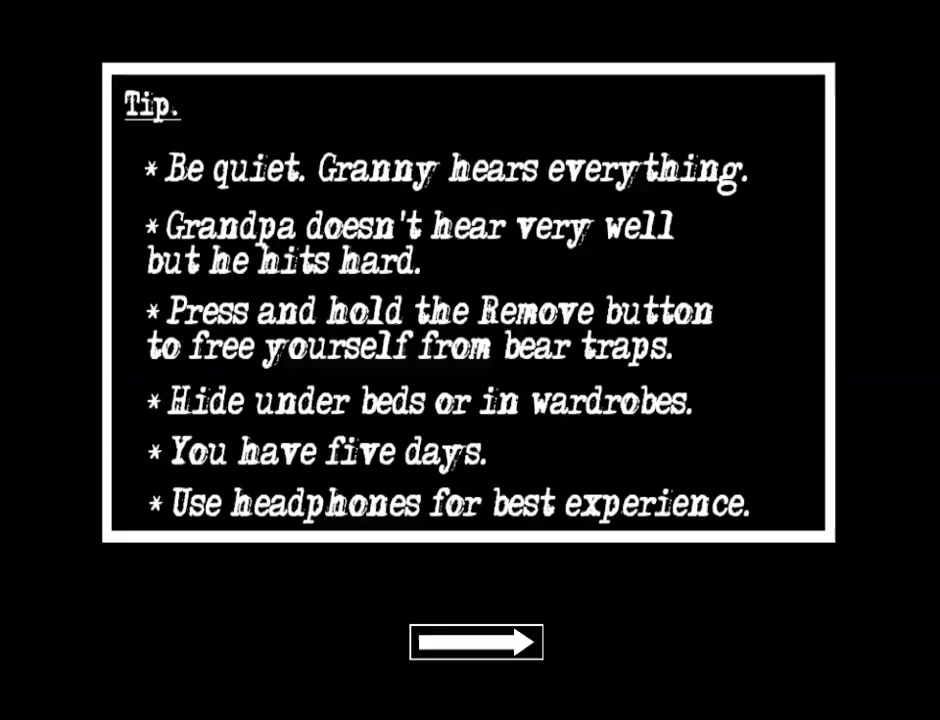 Tip.
* Be quiet. Granny hears everything.
* Grandpa doesn't hear very well
but he hits hard.
* Press and hold the Remove button
to free yourself from bear traps.
* Hide under beds or in wardrobes.
* You have five days.
* Use headphones for best experience.